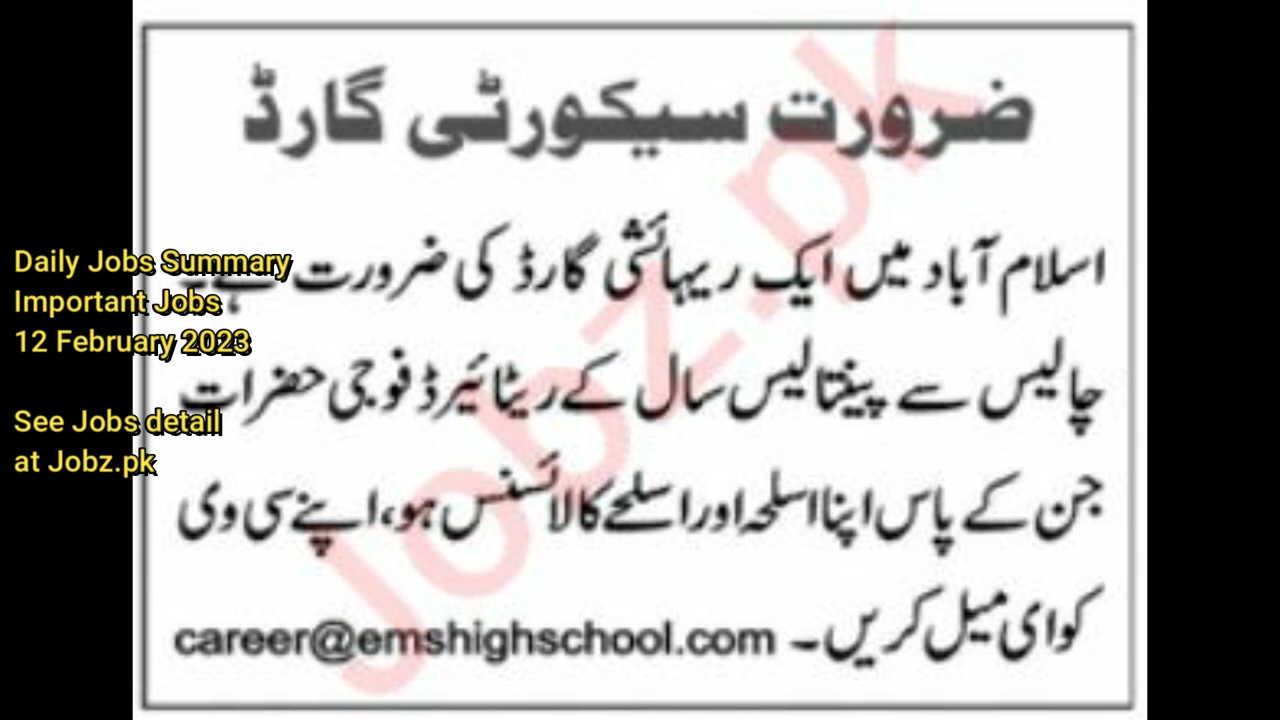 ضرورت سیکورٹی گارڈ
اسلام آباد میں ایک ریہائشی گارڈ کی ضرورت ہے۔
چالیس سے پینتالیس سال کے ریٹائیرڈ فوجی حضرات
جن کے پاس اپنا اسلحہ اور اسلحے کا لائسنس ہو، اپنے سی وی
کو ای میل کریں۔ career@emshighschool.com
Daily Jobs Summary
Important Jobs
12 February 2023
See Jobs detail
at Jobz.pk
Jobz.pk